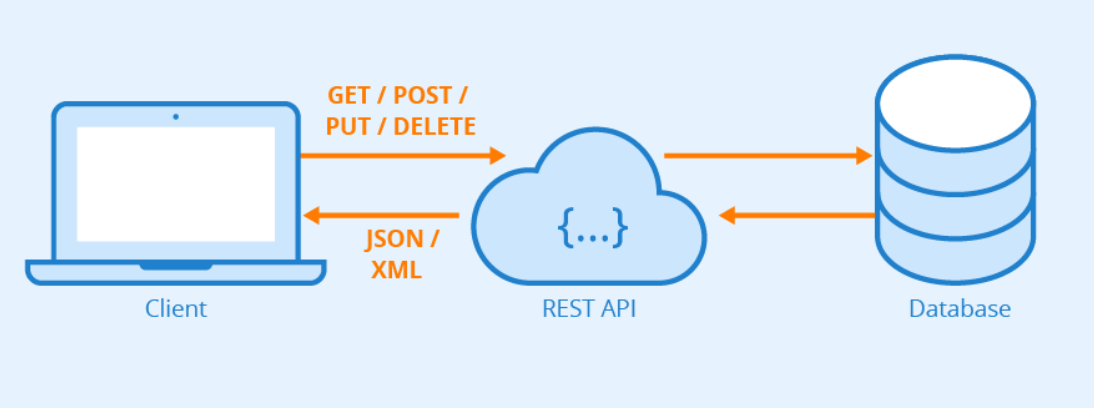 GET / POST /
PUT / DELETE
{...}
JSON /
XML
Client
REST API
Database